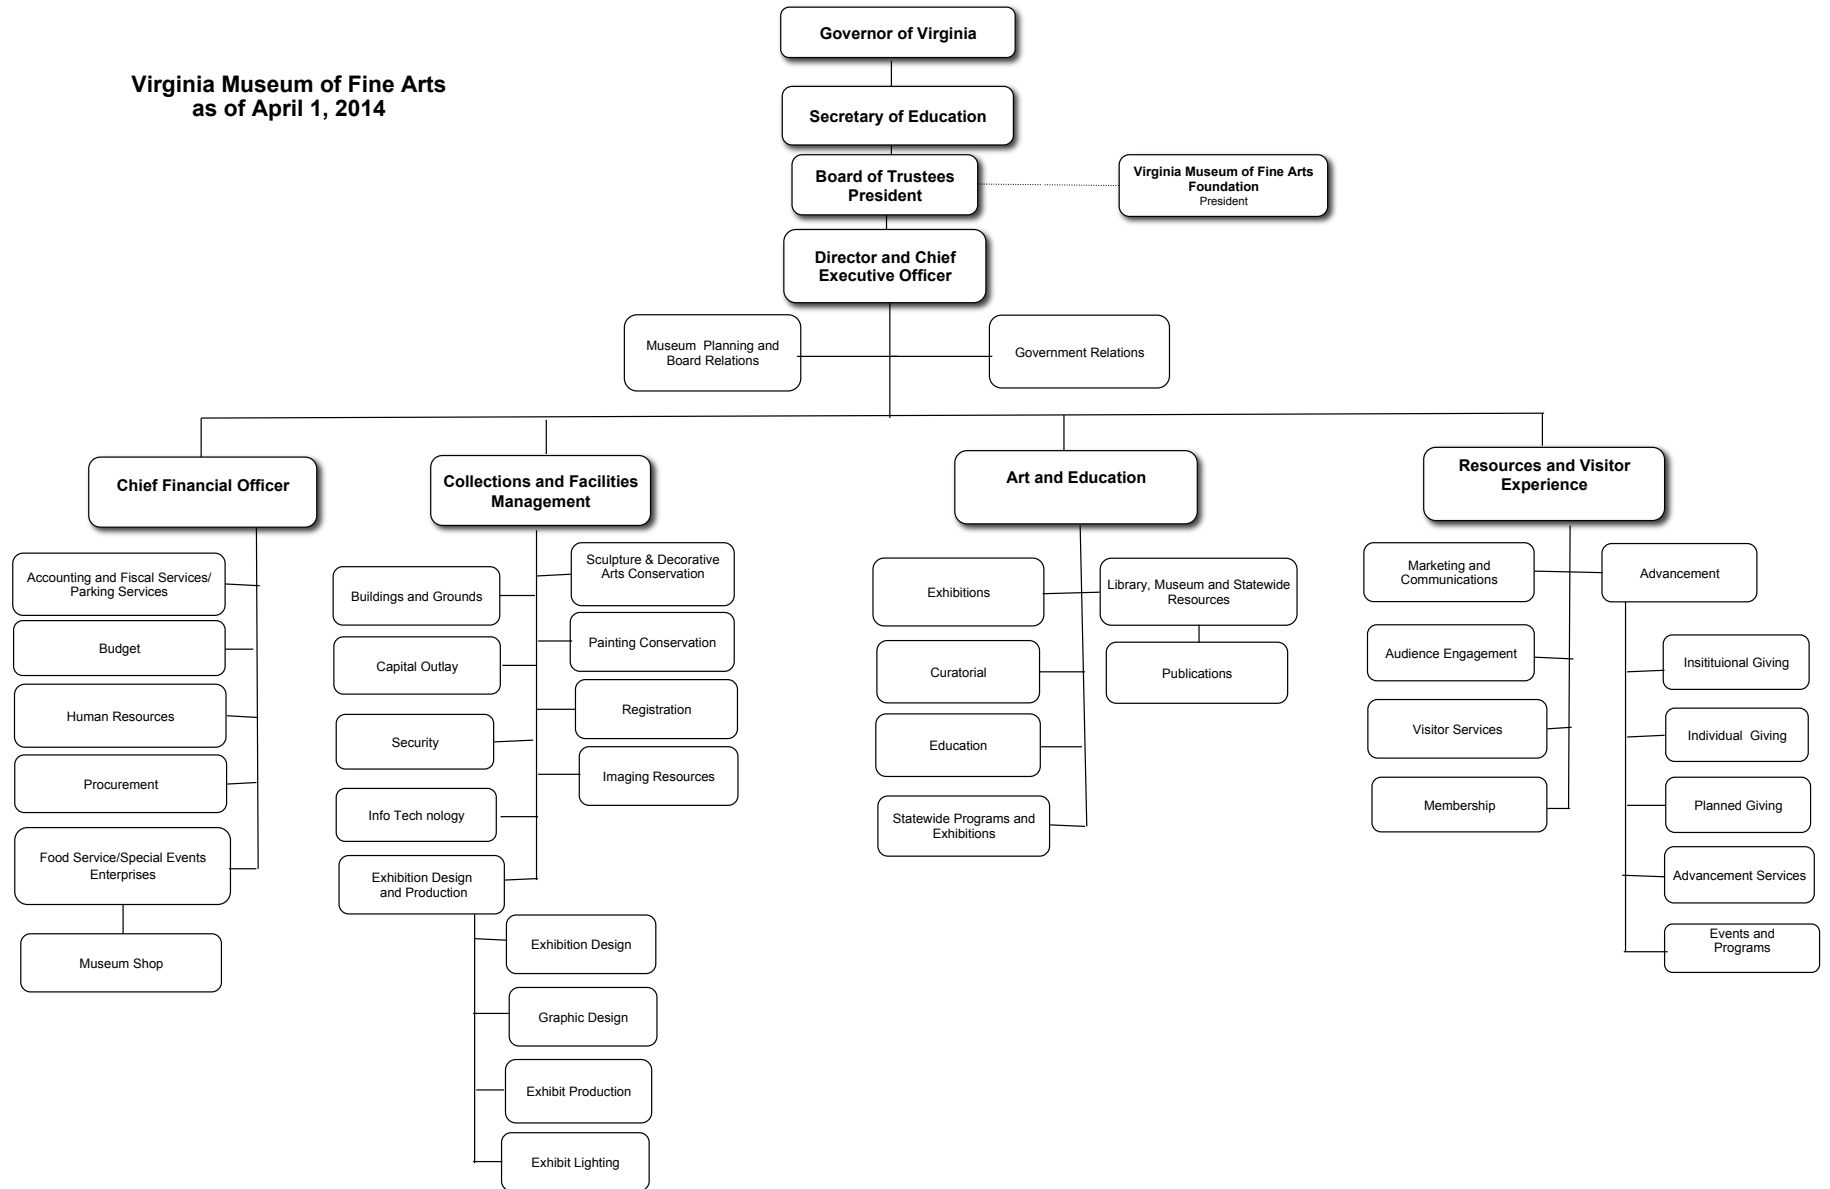 Governor of Virginia
Virginia Museum of Fine Arts
as of April 1, 2014
Secretary of Education
Board of Trustees
President
Virginia Museum of Fine Arts
Foundation
President
Director and Chief
Executive Officer
Museum Planning and
Board Relations
Government Relations
Chief Financial Officer
Accounting and Fiscal Services/
Parking Services
Budget
Human Resources
Procurement
Food Service/Special Events
Enterprises
Museum Shop
Collections and Facilities
Management
Buildings and Grounds
Capital Outlay
Security
Info Tech nology
Exhibition Design
and Production
Sculpture & Decorative
Arts Conservation
Painting Conservation
Registration
Imaging Resources
Exhibition Design
Graphic Design
Exhibit Production
Exhibit Lighting
Art and Education
Exhibitions
Curatorial
Education
Statewide Programs and
Exhibitions
Library, Museum and Statewide
Resources
Publications
Resources and Visitor
Experience
Marketing and
Communications
Audience Engagement
Visitor Services
Membership
Advancement
Insitituional Giving
Individual Giving
Planned Giving
Advancement Services
Events and
Programs